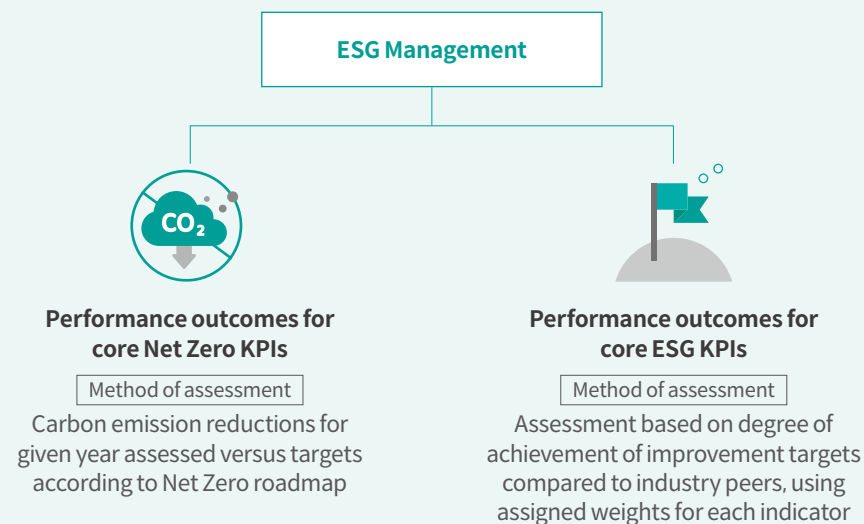 ESG Management
CO₂
Performance outcomes for
core Net Zero KPIs
Method of assessment
Carbon emission reductions for
given year assessed versus targets
according to Net Zero roadmap
Performance outcomes for
core ESG KPIs
Method of assessment
Assessment based on degree of
achievement of improvement targets
compared to industry peers, using
assigned weights for each indicator